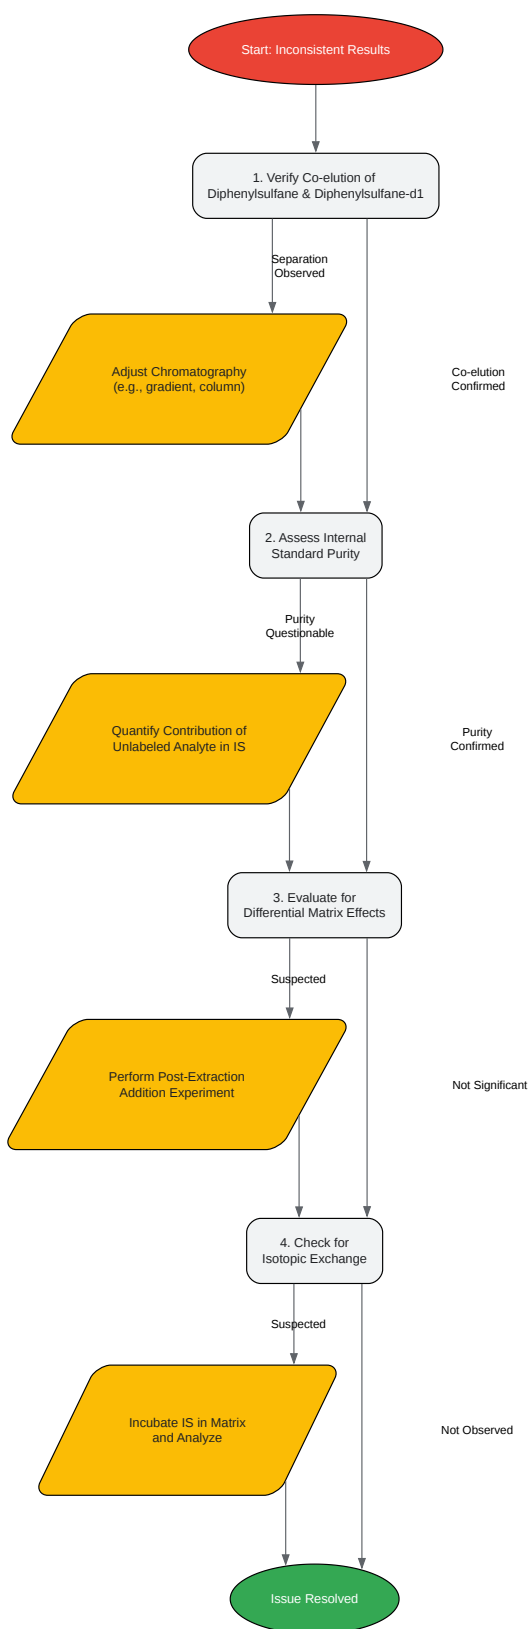 Start: Inconsistent Results
1. Verify Co-elution of
Diphenylsulfane & Diphenylsulfane-d1
Separation
Observed
Adjust Chromatography
(e.g., gradient, column)
Co-elution
Confirmed
2. Assess Internal
Standard Purity
Purity
Questionable
Quantify Contribution of
Unlabeled Analyte in IS
Purity
Confirmed
3. Evaluate for
Differential Matrix Effects
Suspected
Perform Post-Extraction
Addition Experiment
Not Significant
4. Check for
Isotopic Exchange
Suspected
Incubate IS in Matrix
and Analyze
Not Observed
Issue Resolved